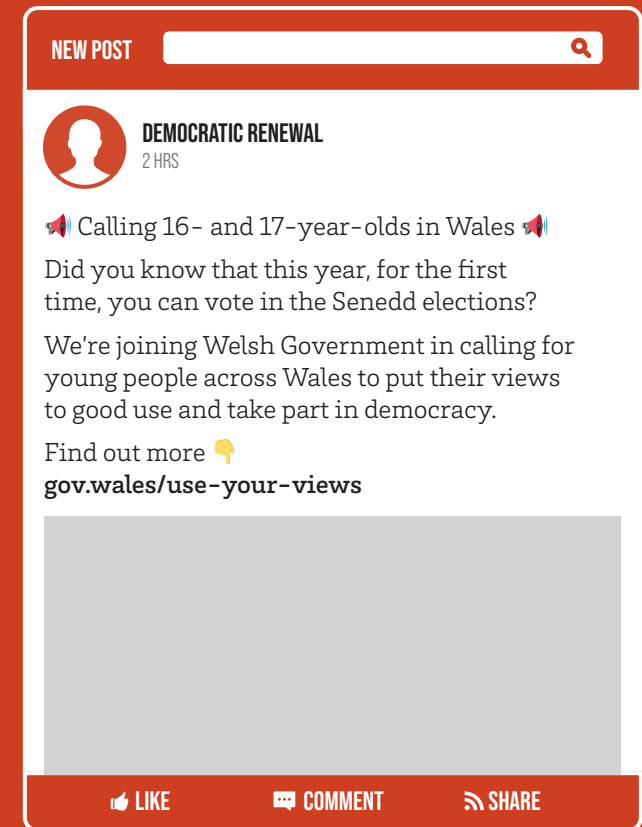 NEW POST
DEMOCRATIC RENEWAL
2 HRS
📣 Calling 16- and 17-year-olds in Wales 📣
Did you know that this year, for the first
time, you can vote in the Senedd elections?
We're joining Welsh Government in calling for
young people across Wales to put their views
to good use and take part in democracy.
Find out more 👇
gov.wales/use-your-views
LIKE COMMENT SHARE